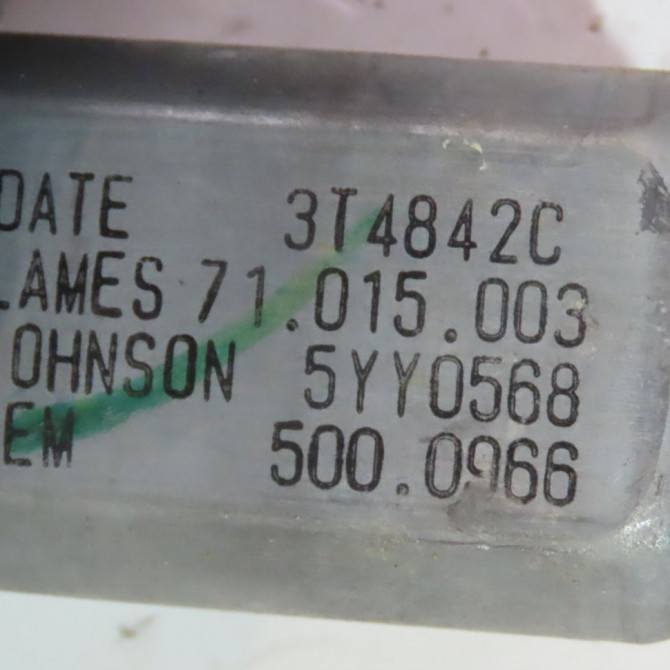 DATE 3T4842C
LAMES 71.015.003
OHNSON 5YY0568
EM 500.0966